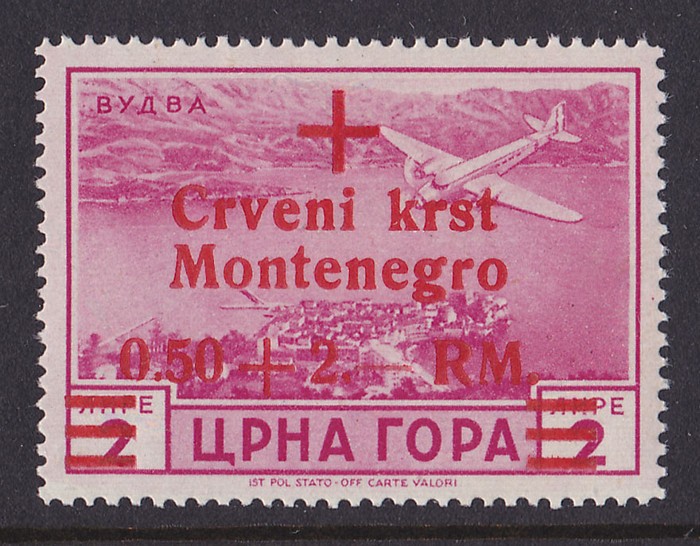 ВУДВА
Crveni krst
Montenegro
0.50 + 2.— RM.
ЛИРЕ
2
ЦРНА ГОРА
ЛИРЕ
2
IST POL STATO-OFF CARTE VALORI